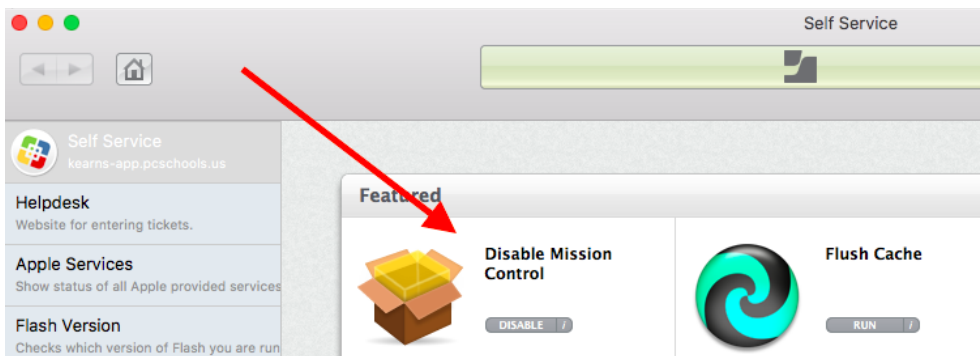 Self Service
Self Service
kearns-app.pcschools.us
Helpdesk
Website for entering tickets.
Apple Services
Show status of all Apple provided services
Flash Version
Checks which version of Flash you are run
Featured
Disable Mission
Control
DISABLE i
Flush Cache
RUN i